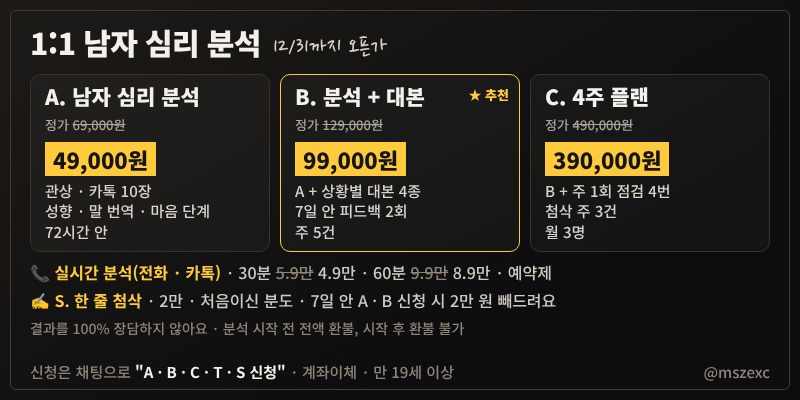 1:1 남자 심리 분석 12/31까지 오픈가
A. 남자 심리 분석
정가 69,000원
49,000원
관상 · 카톡 10장
성향 · 말 번역 · 마음 단계
72시간 안
B. 분석 + 대본 ★ 추천
정가 129,000원
99,000원
A + 상황별 대본 4종
7일 안 피드백 2회
주 5건
C. 4주 플랜
정가 490,000원
390,000원
B + 주 1회 점검 4번
첨삭 주 3건
월 3명
📞 실시간 분석(전화 · 카톡) · 30분 5.9만 4.9만 · 60분 9.9만 8.9만 · 예약제
✍️ S. 한 줄 첨삭 · 2만 · 처음이신 분도 · 7일 안 A · B 신청 시 2만 원 빼드려요
결과를 100% 장담하지 않아요 · 분석 시작 전 전액 환불, 시작 후 환불 불가
신청은 채팅으로 "A · B · C · T · S 신청" · 계좌이체 · 만 19세 이상
@mszexc